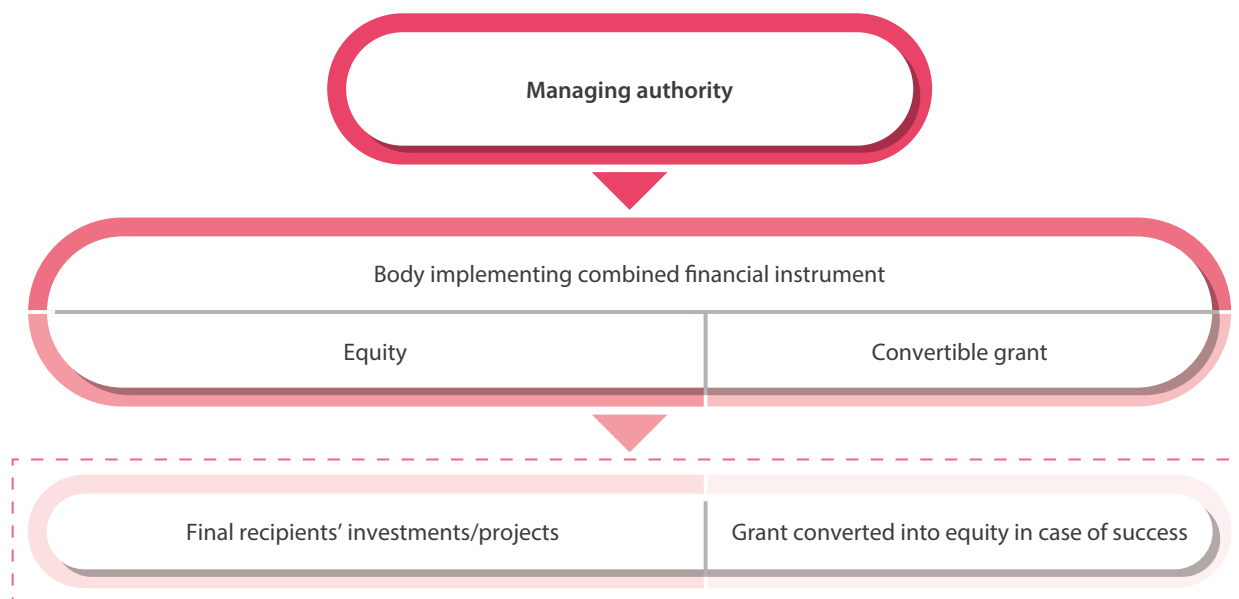 Managing authority
Body implementing combined financial instrument
Equity
Convertible grant
Final recipients’ investments/projects
Grant converted into equity in case of success